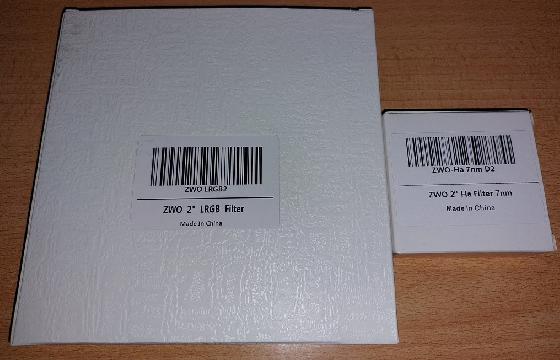 ZWO LRGB2
ZWO 2" LRGB Filter
Made in China
ZWO-Ha 7nm D2
ZWO 2" Ha Filter 7nm
Made in China